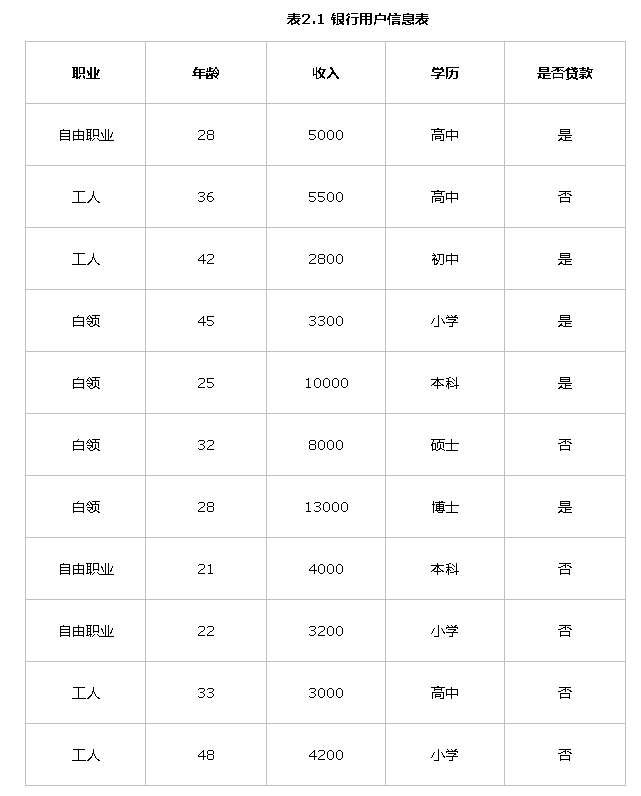 表2.1 银行用户信息表
职业 年龄 收入 学历 是否贷款
自由职业 28 5000 高中 是
工人 36 5500 高中 否
工人 42 2800 初中 是
白领 45 3300 小学 是
白领 25 10000 本科 是
白领 32 8000 硕士 否
白领 28 13000 博士 是
自由职业 21 4000 本科 否
自由职业 22 3200 小学 否
工人 33 3000 高中 否
工人 48 4200 小学 否